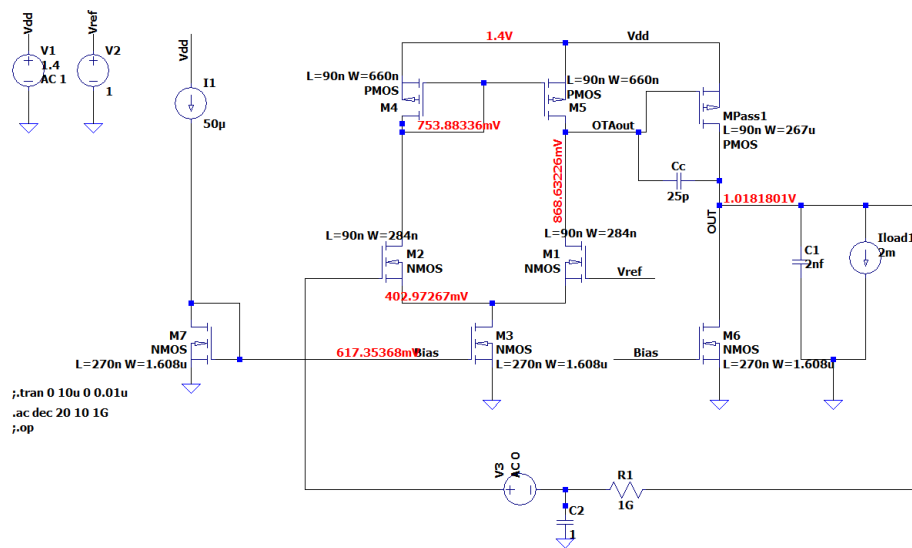 Vdd
V1
1.4
AC 1
Vref
V2
1
Vdd
I1
50µ
1.4V
Vdd
L=90n W=660n
PMOS
M4
L=90n W=660n
PMOS
M5
753.88336mV
OTAout
MPass1
L=90n W=267u
PMOS
Cc
25p
868.63226mV
1.0181801V
OUT
L=90n W=284n
M2
NMOS
L=90n W=284n
M1
NMOS
Vref
C1
2nf
Iload1
2m
402.97267mV
M7
NMOS
L=270n W=1.608u
617.35368mV
Bias
M3
NMOS
L=270n W=1.608u
Bias
M6
NMOS
L=270n W=1.608u
;.tran 0 10u 0 0.01u
.ac dec 20 10 1G
;.op
V3
AC 0
R1
1G
C2
1